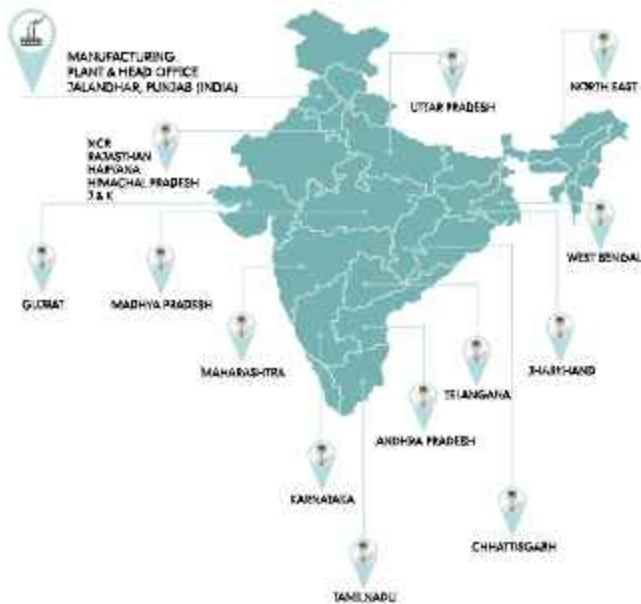 MANUFACTURING
PLANT & HEAD OFFICE
JALANDHAR, PUNJAB (INDIA)
UTTAR PRADESH
NORTH EAST
NCR
RAJASTHAN
HARYANA
HIMACHAL PRADESH
J & K
WEST BENGAL
GUJRAT
MADHYA PRADESH
MAHARASHTRA
JHARKHAND
TELANGANA
ANDHRA PRADESH
KARNATAKA
CHHATTISGARH
TAMILNADU